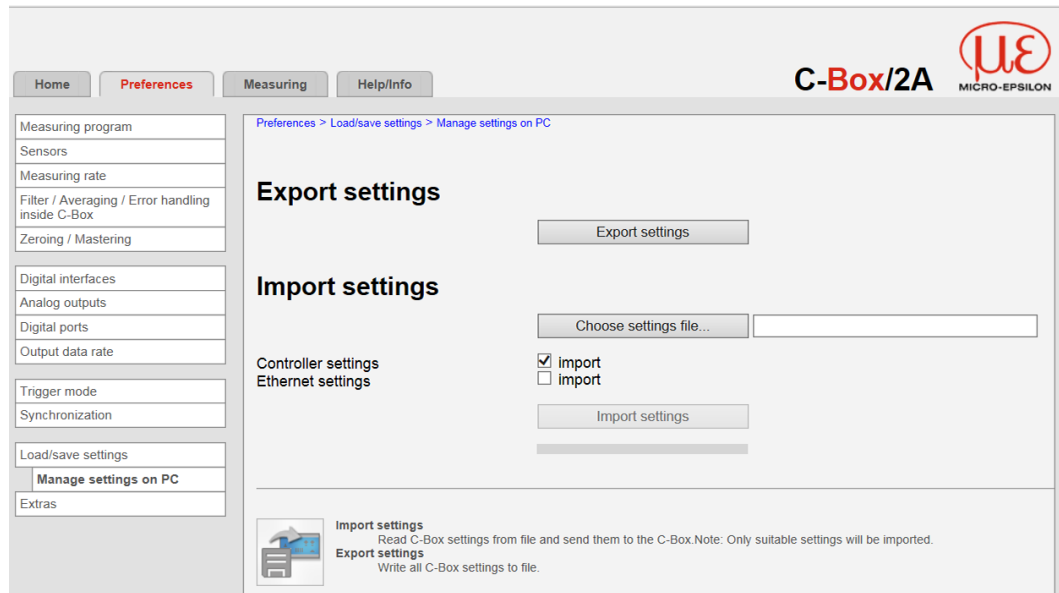 Home
Preferences
Measuring
Help/Info
C-Box/2A
με
MICRO-EPSILON
Measuring program
Sensors
Measuring rate
Filter / Averaging / Error handling
inside C-Box
Zeroing / Mastering
Digital interfaces
Analog outputs
Digital ports
Output data rate
Trigger mode
Synchronization
Load/save settings
Manage settings on PC
Extras
Preferences > Load/save settings > Manage settings on PC
Export settings
Export settings
Import settings
Choose settings file...
Controller settings
import
Ethernet settings
import
Import settings
Import settings
Read C-Box settings from file and send them to the C-Box.Note: Only suitable settings will be imported.
Export settings
Write all C-Box settings to file.